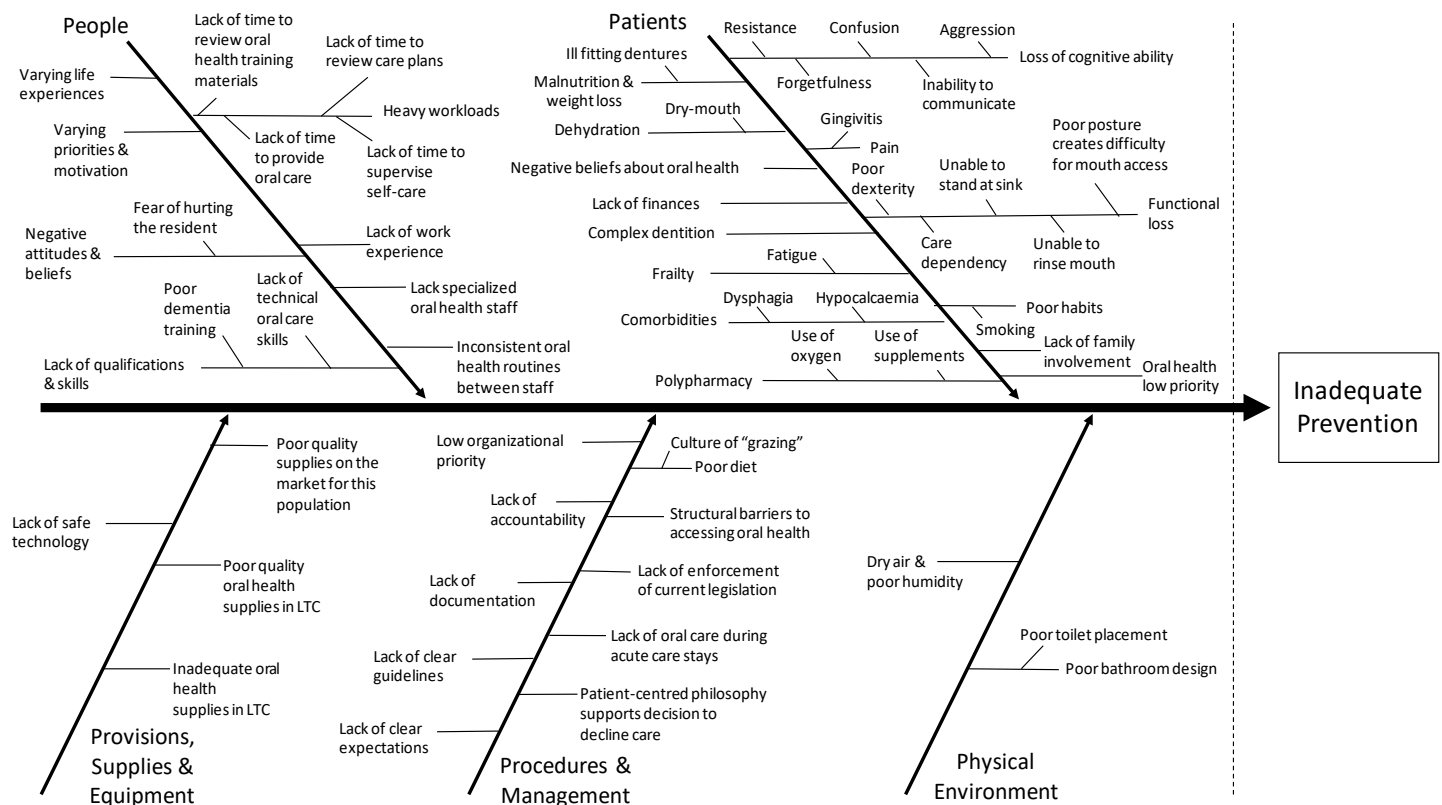 People
Lack of time to
review oral
health training
materials
Lack of time to
review care plans
Varying life
experiences
Heavy workloads
Varying
priorities &
motivation
Lack of time
to provide
oral care
Lack of time to
supervise
self-care
Fear of hurting
the resident
Negative
attitudes &
beliefs
Lack of work
experience
Poor
dementia
training
Lack of
technical
oral care
skills
Lack specialized
oral health staff
Lack of qualifications
& skills
Inconsistent oral
health routines
between staff
Patients
Resistance
Confusion
Aggression
Loss of cognitive ability
Forgetfulness
Inability to
communicate
Ill fitting dentures
Malnutrition &
weight loss
Dry-mouth
Dehydration
Gingivitis
Pain
Negative beliefs about oral health
Poor
dexterity
Unable to
stand at sink
Poor posture
creates difficulty
for mouth access
Functional
loss
Lack of finances
Complex dentition
Care
dependency
Unable to
rinse mouth
Fatigue
Frailty
Dysphagia
Hypocalcaemia
Comorbidities
Poor habits
Smoking
Use of
oxygen
Use of
supplements
Polypharmacy
Lack of family
involvement
Oral health
low priority
Inadequate
Prevention
Poor quality
supplies on the
market for this
population
Lack of safe
technology
Poor quality
oral health
supplies in LTC
Inadequate oral
health
supplies in LTC
Provisions,
Supplies &
Equipment
Low organizational
priority
Culture of “grazing”
Poor diet
Lack of
accountability
Structural barriers to
accessing oral health
Lack of
documentation
Lack of enforcement
of current legislation
Lack of clear
guidelines
Lack of oral care during
acute care stays
Lack of clear
expectations
Patient-centred philosophy
supports decision to
decline care
Procedures &
Management
Dry air &
poor humidity
Poor toilet placement
Poor bathroom design
Physical
Environment